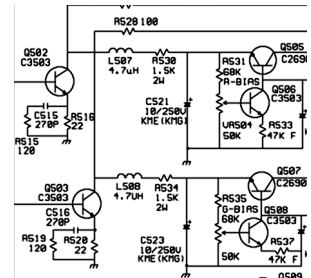 R528 100
Q502
C3503
L507
4.7uH
R530
1.5K
2W
R531
68K
R-BIAS
Q505
C2690
Q506
C3503
C515
270P
R516
22
R515
120
C521
10/250V
KME(KMG)
VR504
50K
R533
47K F
Q503
C3503
L508
4.7UH
R534
1.5K
2W
R535
G-BIAS
68K
Q507
C2690
Q508
C3503
C516
270P
R519
120
R520
22
C523
10/250V
KME(KMG)
50K
R537
47K F
Q509